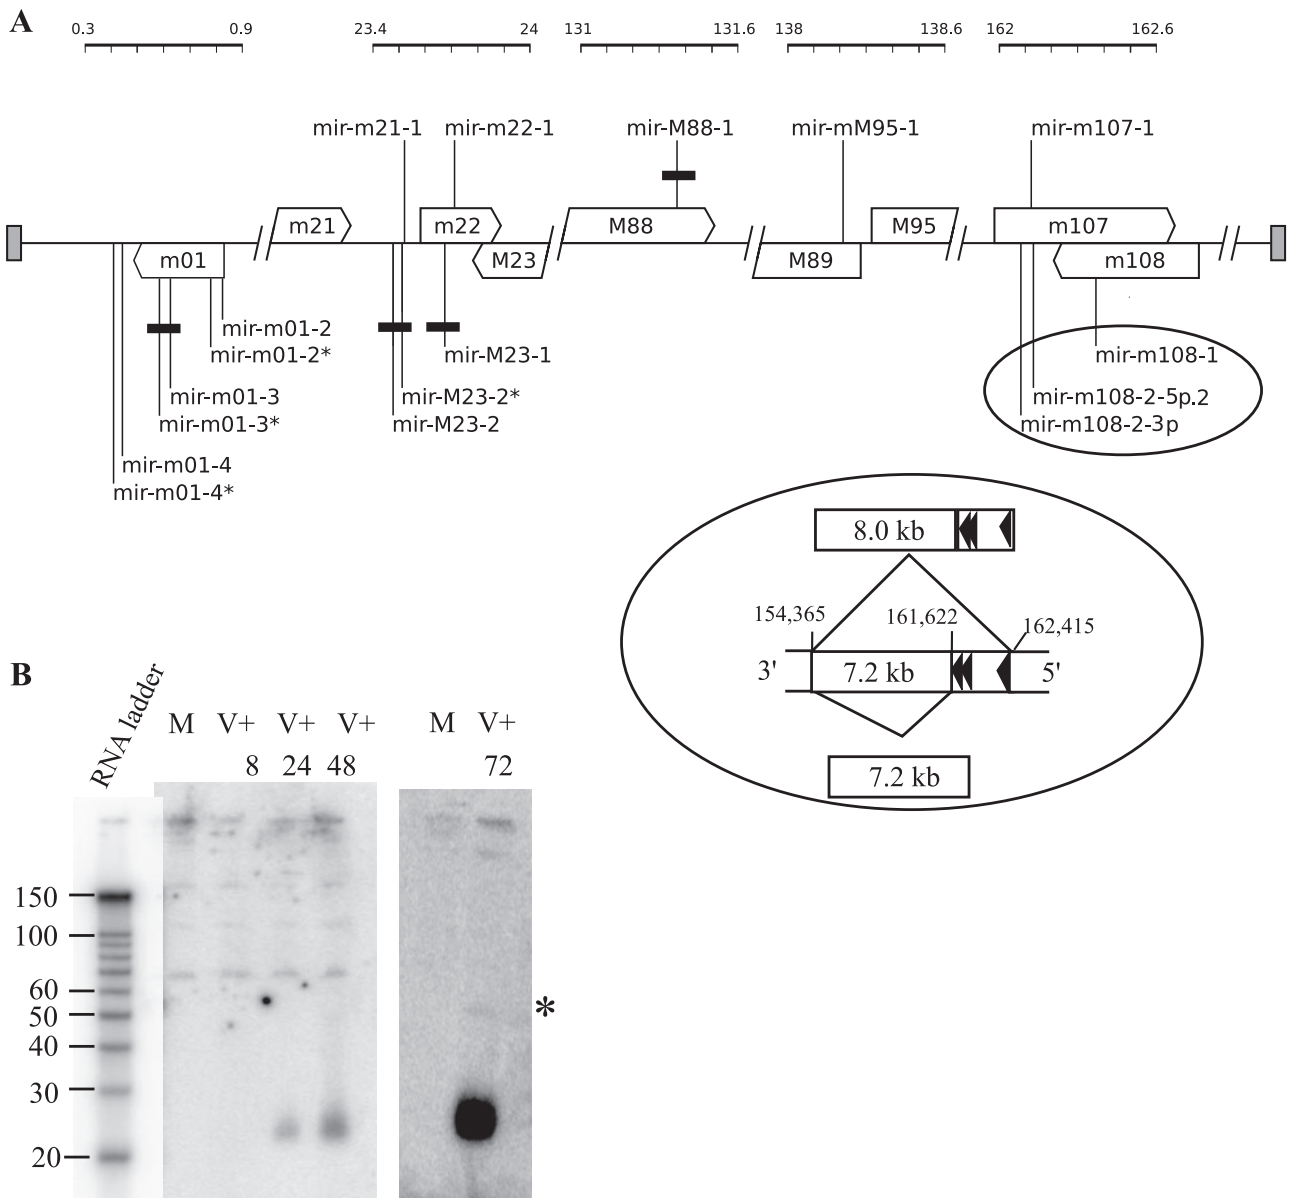 A
0.3 0.9 23.4 24 131 131.6 138 138.6 162 162.6
mir-m21-1 mir-m22-1 mir-M88-1 mir-mM95-1 mir-m107-1
m21 m22 M88 M95 m107
m01 M23 M89 m108
mir-m01-2
mir-m01-2* mir-M23-1 mir-m108-1
mir-m01-3 mir-M23-2* mir-m108-2-5p.2
mir-m01-3* mir-M23-2 mir-m108-2-3p
mir-m01-4
mir-m01-4*
8.0 kb
154,365 161,622 162,415
3' 7.2 kb 5'
7.2 kb
B
RNA ladder
M V+ V+ V+ M V+
8 24 48 72
150
100
60
50 *
40
30
20